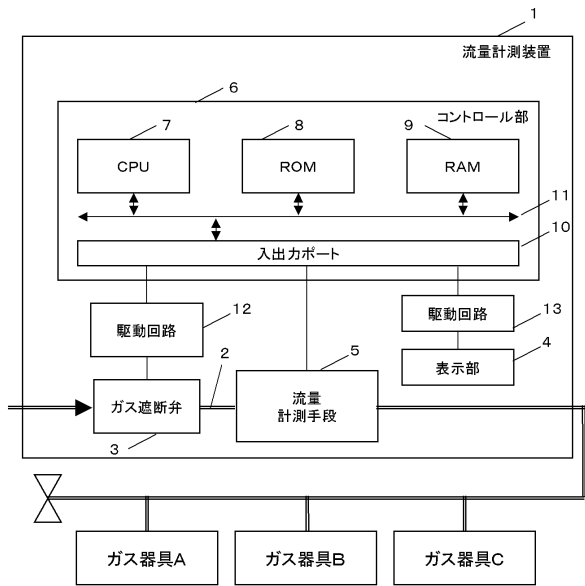 1
流量計測装置
6
コントロール部
7
8
9
CPU
ROM
RAM
11
10
入出力ポート
12
駆動回路
13
駆動回路
2
5
4
表示部
ガス遮断弁
流量
計測手段
3
ガス器具A
ガス器具B
ガス器具C